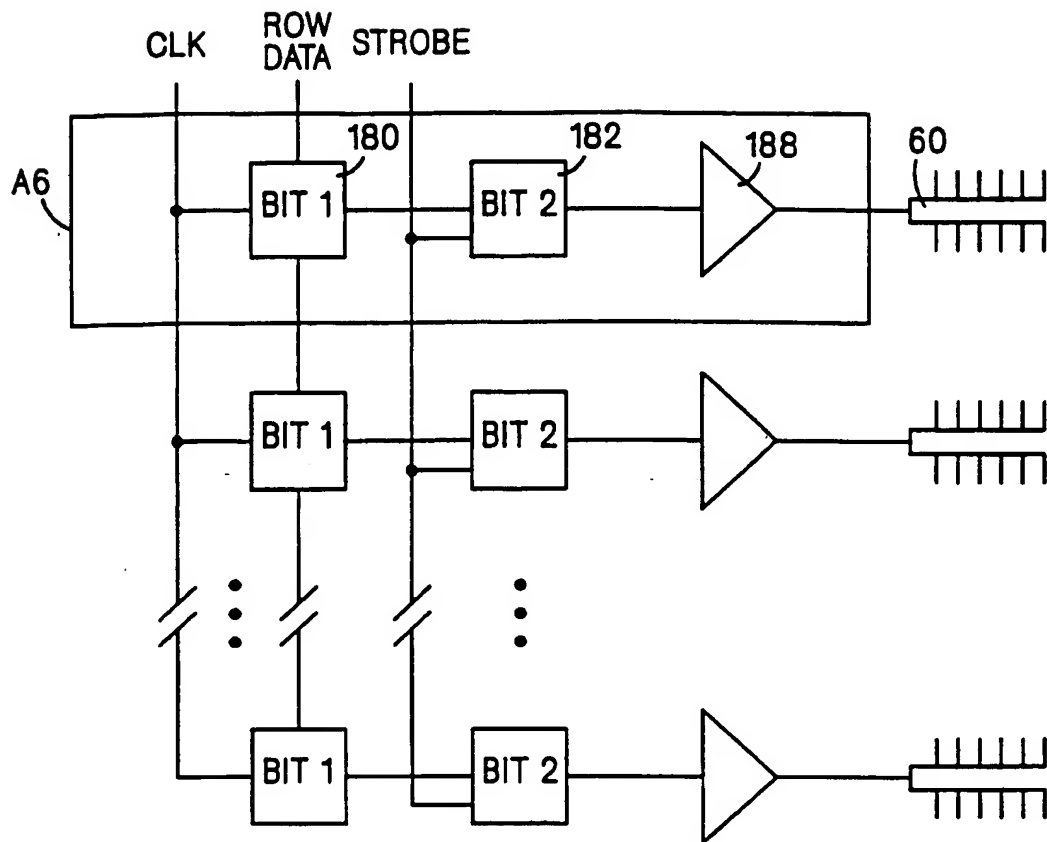 CLK
ROW
DATA
STROBE
A6
180
182
188
60
BIT 1
BIT 2
BIT 1
BIT 2
BIT 1
BIT 2